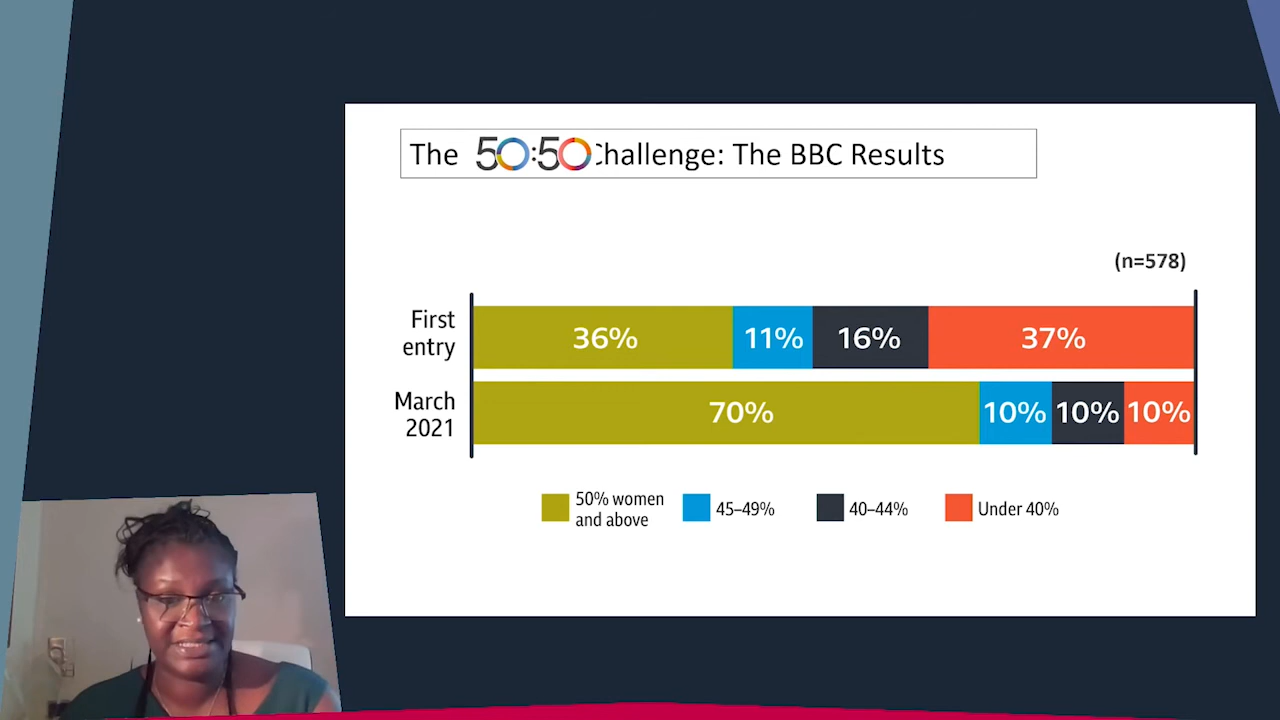 The 50:50 Challenge: The BBC Results
(n=578)
First
entry
36% 11% 16% 37%
March
2021
70% 10% 10% 10%
50% women
and above
45–49%
40–44%
Under 40%